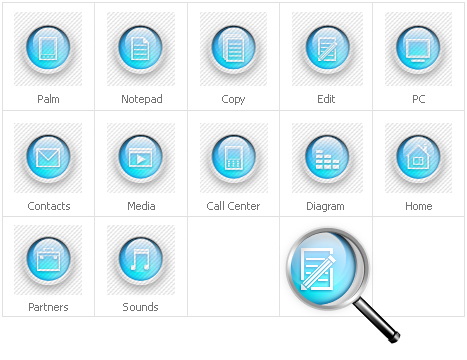 Palm Notepad Copy Edit PC
Contacts Media Call Center Diagram Home
Partners Sounds